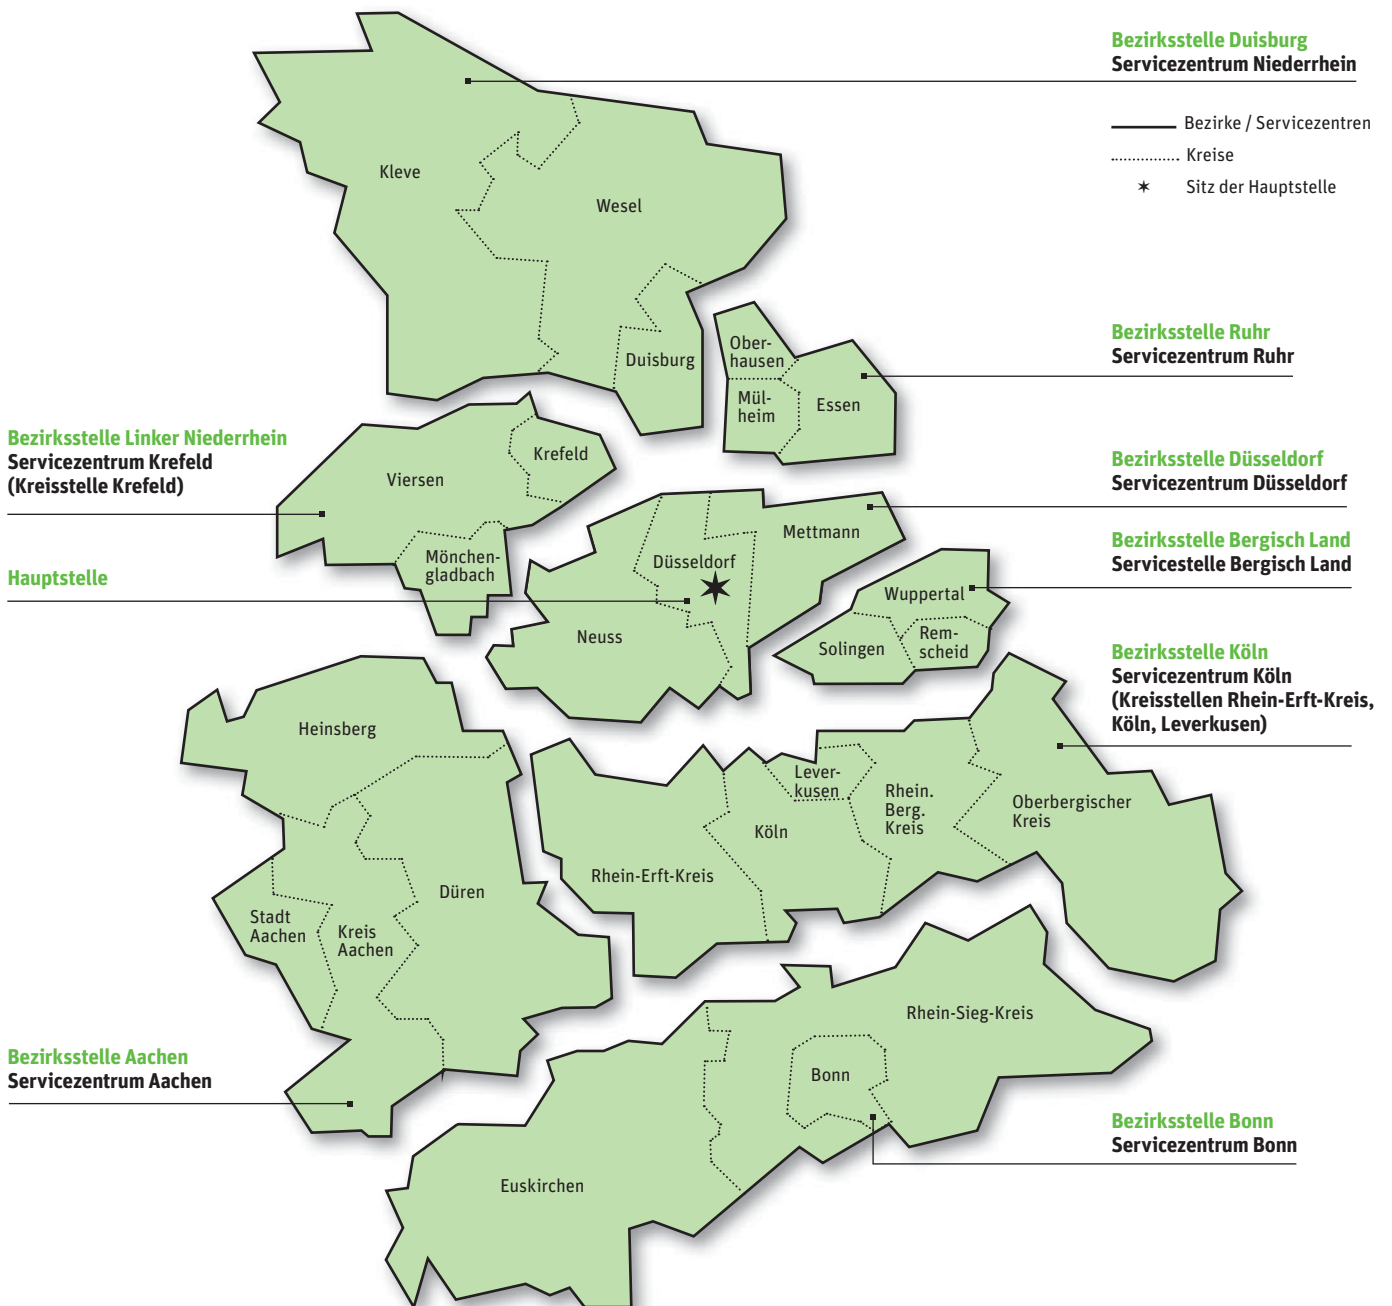 Bezirksstelle Duisburg
Servicezentrum Niederrhein
Bezirke / Servicezentren
Kreise
Sitz der Hauptstelle
Kleve
Wesel
Duisburg
Ober-
hausen
Mül-
heim
Essen
Bezirksstelle Ruhr
Servicezentrum Ruhr
Bezirksstelle Linker Niederrhein
Servicezentrum Krefeld
(Kreisstelle Krefeld)
Viersen
Krefeld
Mönchen-
gladbach
Bezirksstelle Düsseldorf
Servicezentrum Düsseldorf
Mettmann
Düsseldorf
Neuss
Hauptstelle
Bezirksstelle Bergisch Land
Servicestelle Bergisch Land
Wuppertal
Solingen
Rem-
scheid
Bezirksstelle Köln
Servicezentrum Köln
(Kreisstellen Rhein-Erft-Kreis,
Köln, Leverkusen)
Heinsberg
Stadt
Aachen
Kreis
Aachen
Düren
Rhein-Erft-Kreis
Köln
Lever-
kusen
Rhein.
Berg.
Kreis
Oberbergischer
Kreis
Bezirksstelle Aachen
Servicezentrum Aachen
Rhein-Sieg-Kreis
Bonn
Euskirchen
Bezirksstelle Bonn
Servicezentrum Bonn